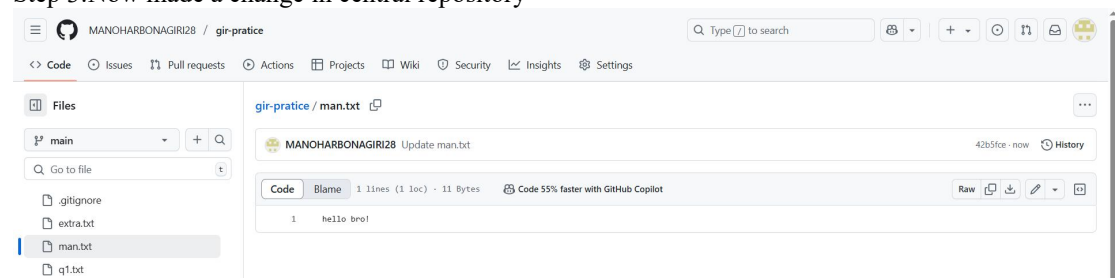 Step 3:Now made a change in central repository
MANOHARBONAGIRI28 / gir-pratice
Type / to search
Code Issues Pull requests Actions Projects Wiki Security Insights Settings
Files
main
Go to file t
.gitignore
extra.txt
man.txt
q1.txt
gir-pratice / man.txt
MANOHARBONAGIRI28 Update man.txt
42b5fce · now History
Code Blame 1 lines (1 loc) · 11 Bytes Code 55% faster with GitHub Copilot
Raw
1 hello bro!